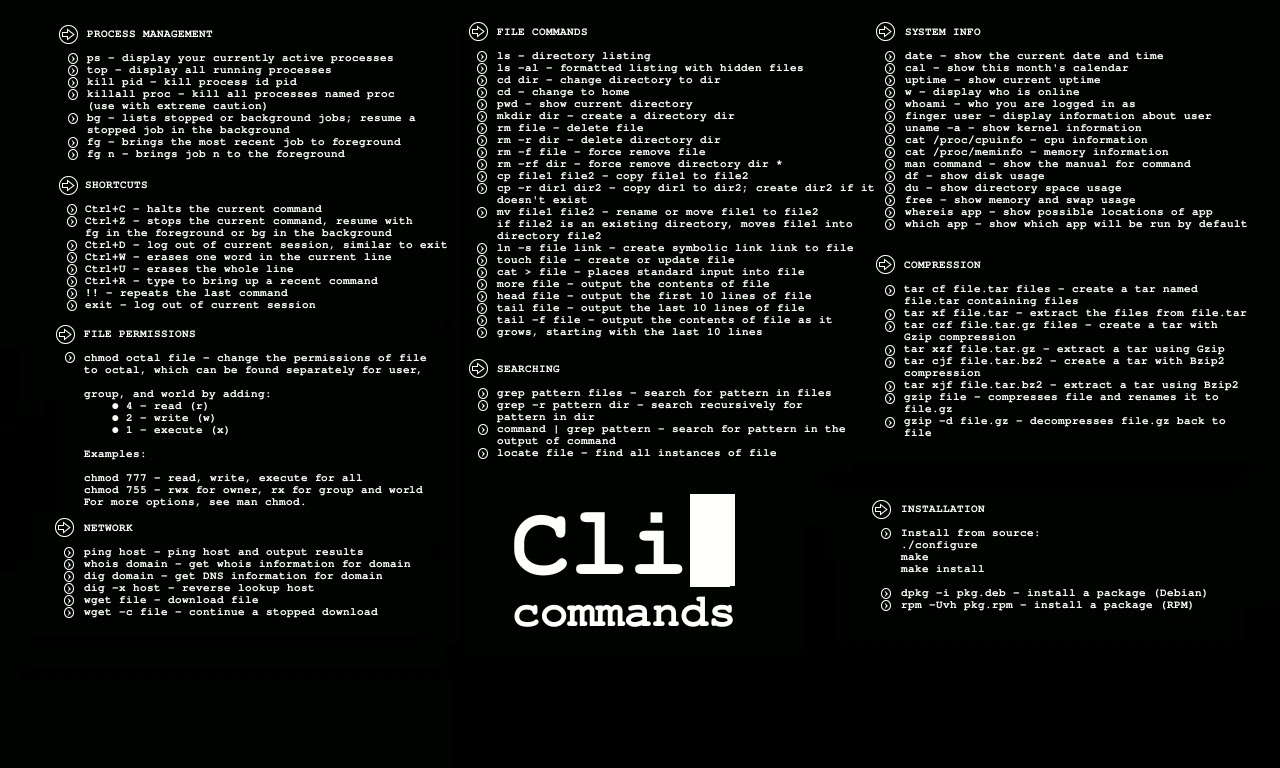 PROCESS MANAGEMENT
ps - display your currently active processes
top - display all running processes
kill pid - kill process id pid
killall proc - kill all processes named proc
(use with extreme caution)
bg - lists stopped or background jobs; resume a
stopped job in the background
fg - brings the most recent job to foreground
fg n - brings job n to the foreground
SHORTCUTS
Ctrl+C - halts the current command
Ctrl+Z - stops the current command, resume with
fg in the foreground or bg in the background
Ctrl+D - log out of current session, similar to exit
Ctrl+W - erases one word in the current line
Ctrl+U - erases the whole line
Ctrl+R - type to bring up a recent command
!! - repeats the last command
exit - log out of current session
FILE PERMISSIONS
chmod octal file - change the permissions of file
to octal, which can be found separately for user,
group, and world by adding:
● 4 - read (r)
● 2 - write (w)
● 1 - execute (x)
Examples:
chmod 777 - read, write, execute for all
chmod 755 - rwx for owner, rx for group and world
For more options, see man chmod.
NETWORK
ping host - ping host and output results
whois domain - get whois information for domain
dig domain - get DNS information for domain
dig -x host - reverse lookup host
wget file - download file
wget -c file - continue a stopped download
FILE COMMANDS
ls - directory listing
ls -al - formatted listing with hidden files
cd dir - change directory to dir
cd - change to home
pwd - show current directory
mkdir dir - create a directory dir
rm file - delete file
rm -r dir - delete directory dir
rm -f file - force remove file
rm -rf dir - force remove directory dir *
cp file1 file2 - copy file1 to file2
cp -r dir1 dir2 - copy dir1 to dir2; create dir2 if it
doesn't exist
mv file1 file2 - rename or move file1 to file2
if file2 is an existing directory, moves file1 into
directory file2
ln -s file link - create symbolic link link to file
touch file - create or update file
cat > file - places standard input into file
more file - output the contents of file
head file - output the first 10 lines of file
tail file - output the last 10 lines of file
tail -f file - output the contents of file as it
grows, starting with the last 10 lines
SEARCHING
grep pattern files - search for pattern in files
grep -r pattern dir - search recursively for
pattern in dir
command | grep pattern - search for pattern in the
output of command
locate file - find all instances of file
Cli
commands
SYSTEM INFO
date - show the current date and time
cal - show this month's calendar
uptime - show current uptime
w - display who is online
whoami - who you are logged in as
finger user - display information about user
uname -a - show kernel information
cat /proc/cpuinfo - cpu information
cat /proc/meminfo - memory information
man command - show the manual for command
df - show disk usage
du - show directory space usage
free - show memory and swap usage
whereis app - show possible locations of app
which app - show which app will be run by default
COMPRESSION
tar cf file.tar files - create a tar named
file.tar containing files
tar xf file.tar - extract the files from file.tar
tar czf file.tar.gz files - create a tar with
Gzip compression
tar xzf file.tar.gz - extract a tar using Gzip
tar cjf file.tar.bz2 - create a tar with Bzip2
compression
tar xjf file.tar.bz2 - extract a tar using Bzip2
gzip file - compresses file and renames it to
file.gz
gzip -d file.gz - decompresses file.gz back to
file
INSTALLATION
Install from source:
./configure
make
make install
dpkg -i pkg.deb - install a package (Debian)
rpm -Uvh pkg.rpm - install a package (RPM)